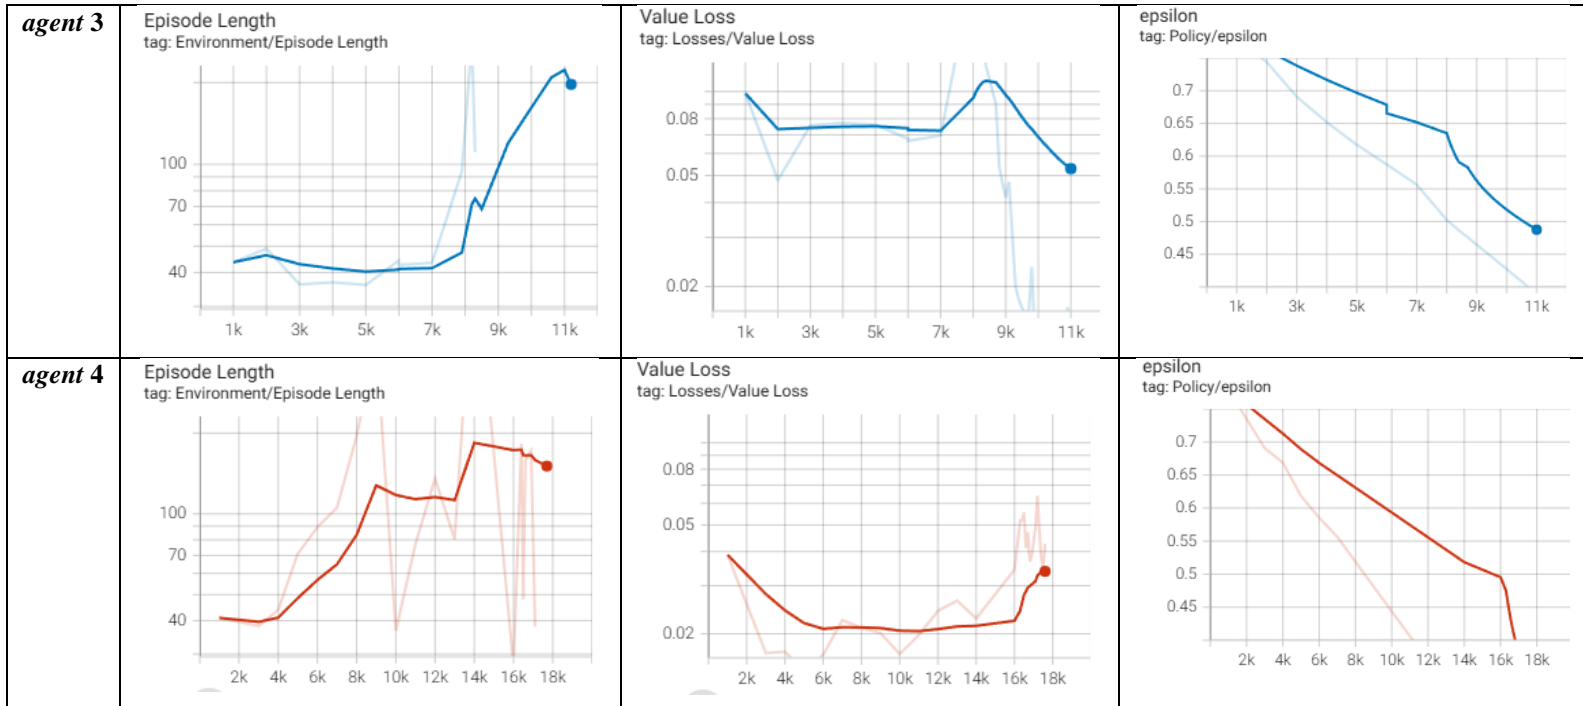 agent 3
Episode Length
tag: Environment/Episode Length
100
70
40
1k 3k 5k 7k 9k 11k
Value Loss
tag: Losses/Value Loss
0.08
0.05
0.02
1k 3k 5k 7k 9k 11k
epsilon
tag: Policy/epsilon
0.7
0.65
0.6
0.55
0.5
0.45
1k 3k 5k 7k 9k 11k
agent 4
Episode Length
tag: Environment/Episode Length
100
70
40
2k 4k 6k 8k 10k 12k 14k 16k 18k
Value Loss
tag: Losses/Value Loss
0.08
0.05
0.02
2k 4k 6k 8k 10k 12k 14k 16k 18k
epsilon
tag: Policy/epsilon
0.7
0.65
0.6
0.55
0.5
0.45
2k 4k 6k 8k 10k 12k 14k 16k 18k